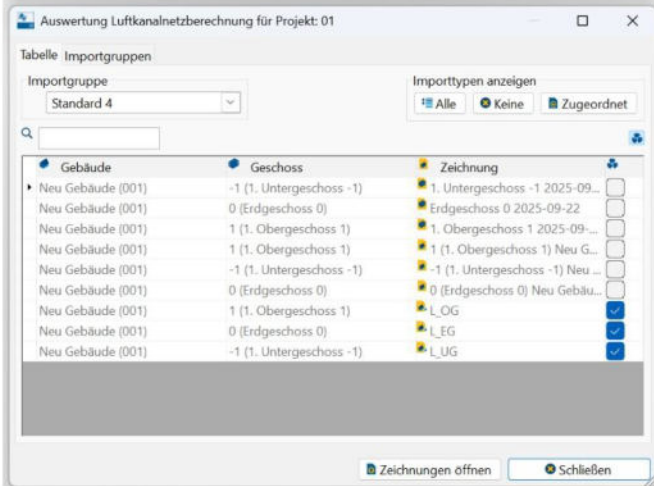 Auswertung Luftkanalnetzberechnung für Projekt: 01
Tabelle Importgruppen
Importgruppe
Standard 4
Importtypen anzeigen
Alle Keine Zugeordnet
Gebäude Geschoss Zeichnung
Neu Gebäude (001) -1 (1. Untergeschoss -1) 1. Untergeschoss -1 2025-09...
Neu Gebäude (001) 0 (Erdgeschoss 0) Erdgeschoss 0 2025-09-22
Neu Gebäude (001) 1 (1. Obergeschoss 1) 1. Obergeschoss 1 2025-09-...
Neu Gebäude (001) 1 (1. Obergeschoss 1) 1 (1. Obergeschoss 1) Neu G...
Neu Gebäude (001) -1 (1. Untergeschoss -1) -1 (1. Untergeschoss -1) Neu ...
Neu Gebäude (001) 0 (Erdgeschoss 0) 0 (Erdgeschoss 0) Neu Gebäu...
Neu Gebäude (001) 1 (1. Obergeschoss 1) L_OG
Neu Gebäude (001) 0 (Erdgeschoss 0) L_EG
Neu Gebäude (001) -1 (1. Untergeschoss -1) L_UG
Zeichnungen öffnen Schließen